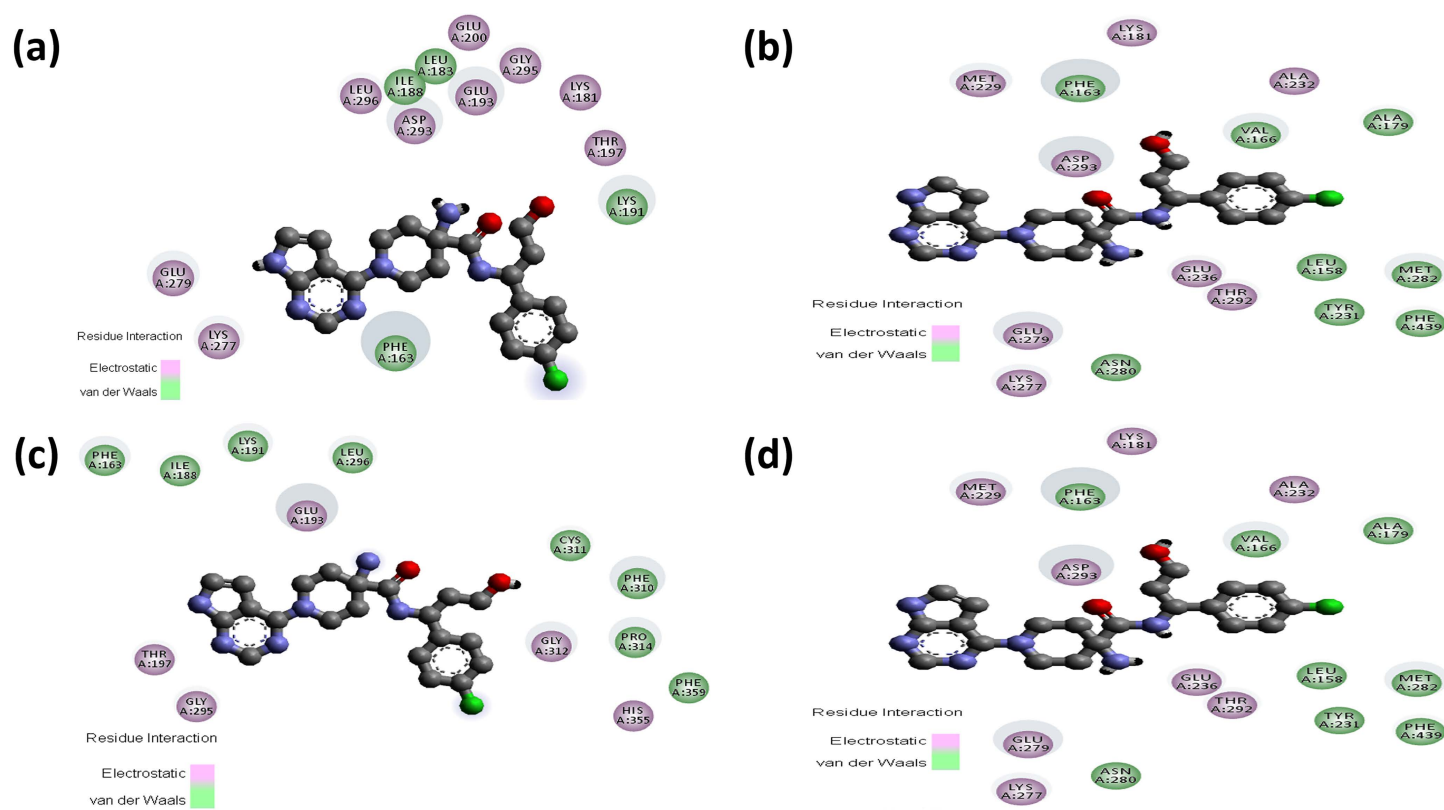 (a)
GLU
A:200
LEU
A:183
GLY
A:295
ILE
A:188
LEU
A:296
GLU
A:193
LYS
A:181
ASP
A:293
THR
A:197
LYS
A:191
GLU
A:279
Residue Interaction
LYS
A:277
PHE
A:163
Electrostatic
van der Waals
(b)
LYS
A:181
MET
A:229
PHE
A:163
ALA
A:232
ALA
A:179
VAL
A:166
ASP
A:293
GLU
A:236
THR
A:292
LEU
A:158
MET
A:282
TYR
A:231
PHE
A:439
Residue Interaction
Electrostatic
van der Waals
GLU
A:279
ASN
A:280
LYS
A:277
(c)
PHE
A:163
ILE
A:188
LYS
A:191
LEU
A:296
GLU
A:193
CYS
A:311
PHE
A:310
THR
A:197
GLY
A:312
PRO
A:314
GLY
A:295
PHE
A:359
HIS
A:355
Residue Interaction
Electrostatic
van der Waals
(d)
LYS
A:181
MET
A:229
PHE
A:163
ALA
A:232
ALA
A:179
VAL
A:166
ASP
A:293
GLU
A:236
THR
A:292
LEU
A:158
MET
A:282
TYR
A:231
PHE
A:439
Residue Interaction
Electrostatic
van der Waals
GLU
A:279
ASN
A:280
LYS
A:277